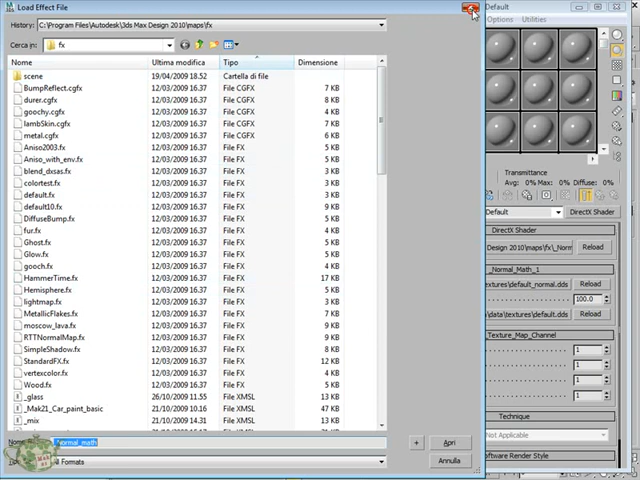 Load Effect File
Default
History: C:\Program Files\Autodesk\3ds Max Design 2010\maps\fx
Options Utilities
Cerca in: fx
Nome Ultima modifica Tipo Dimensione
scene 19/04/2009 18.52 Cartella di file
BumpReflect.cgfx 12/03/2009 16.37 File CGFX 7 KB
durer.cgfx 12/03/2009 16.37 File CGFX 8 KB
goochy.cgfx 12/03/2009 16.37 File CGFX 4 KB
lambSkin.cgfx 12/03/2009 16.37 File CGFX 7 KB
metal.cgfx 12/03/2009 16.37 File CGFX 6 KB
Aniso2003.fx 12/03/2009 16.37 File FX 4 KB
Aniso_with_env.fx 12/03/2009 16.37 File FX 5 KB
blend_dxsas.fx 12/03/2009 16.37 File FX 4 KB
colortest.fx 12/03/2009 16.37 File FX 3 KB
default.fx 12/03/2009 16.37 File FX 4 KB
default10.fx 12/03/2009 16.37 File FX 4 KB
DiffuseBump.fx 12/03/2009 16.37 File FX 5 KB
fur.fx 12/03/2009 16.37 File FX 6 KB
Ghost.fx 12/03/2009 16.37 File FX 3 KB
Glow.fx 12/03/2009 16.37 File FX 5 KB
gooch.fx 12/03/2009 16.37 File FX 4 KB
HammerTime.fx 12/03/2009 16.37 File FX 17 KB
Hemisphere.fx 12/03/2009 16.37 File FX 10 KB
lightmap.fx 12/03/2009 16.37 File FX 3 KB
MetallicFlakes.fx 12/03/2009 16.37 File FX 7 KB
moscow_lava.fx 12/03/2009 16.37 File FX 9 KB
RTTNormalMap.fx 12/03/2009 16.37 File FX 4 KB
SimpleShadow.fx 12/03/2009 16.37 File FX 4 KB
StandardFX.fx 12/03/2009 16.37 File FX 12 KB
vertexcolor.fx 12/03/2009 16.37 File FX 4 KB
Wood.fx 12/03/2009 16.37 File FX 5 KB
_glass 26/10/2009 11.55 File XMSL 13 KB
_Mak21_Car_paint_basic 21/10/2009 10.16 File XMSL 47 KB
_mix 21/10/2009 14.31 File XMSL 4 KB
_Normal_math
Apri
Annulla
Transmittance
Avg: 0% Max: 0% Diffuse: 0%
Default DirectX Shader
DirectX Shader
Design 2010\maps\fx\_Norm Reload
_Normal_Math_1
extures\default_normal.dds Reload
100.0
\data\textures\default.dds Reload
Texture_Map_Channel
1
1
1
1
Technique
Not Applicable
Software Render Style